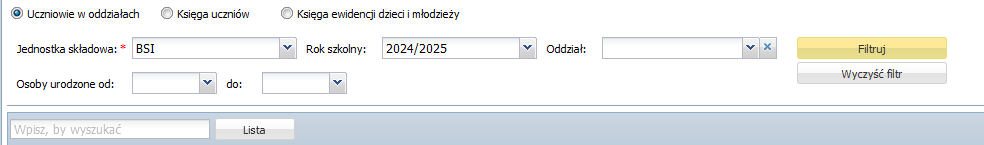 Uczniowie w oddziałach Księga uczniów Księga ewidencji dzieci i młodzieży
Jednostka składowa: * BSI Rok szkolny: 2024/2025 Oddział: Filtruj
Wyczyść filtr
Osoby urodzone od: do:
Wpisz, by wyszukać Lista